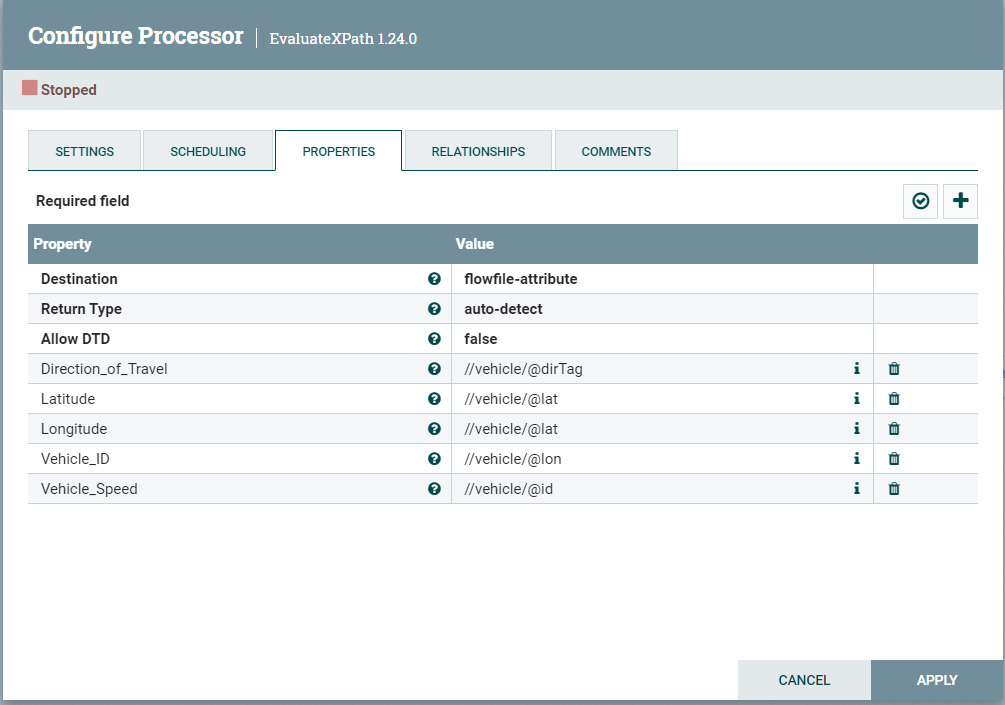 Configure Processor | EvaluateXPath 1.24.0
Stopped
SETTINGS SCHEDULING PROPERTIES RELATIONSHIPS COMMENTS
Required field
Property Value
Destination flowfile-attribute
Return Type auto-detect
Allow DTD false
Direction_of_Travel //vehicle/@dirTag
Latitude //vehicle/@lat
Longitude //vehicle/@lat
Vehicle_ID //vehicle/@lon
Vehicle_Speed //vehicle/@id
CANCEL APPLY